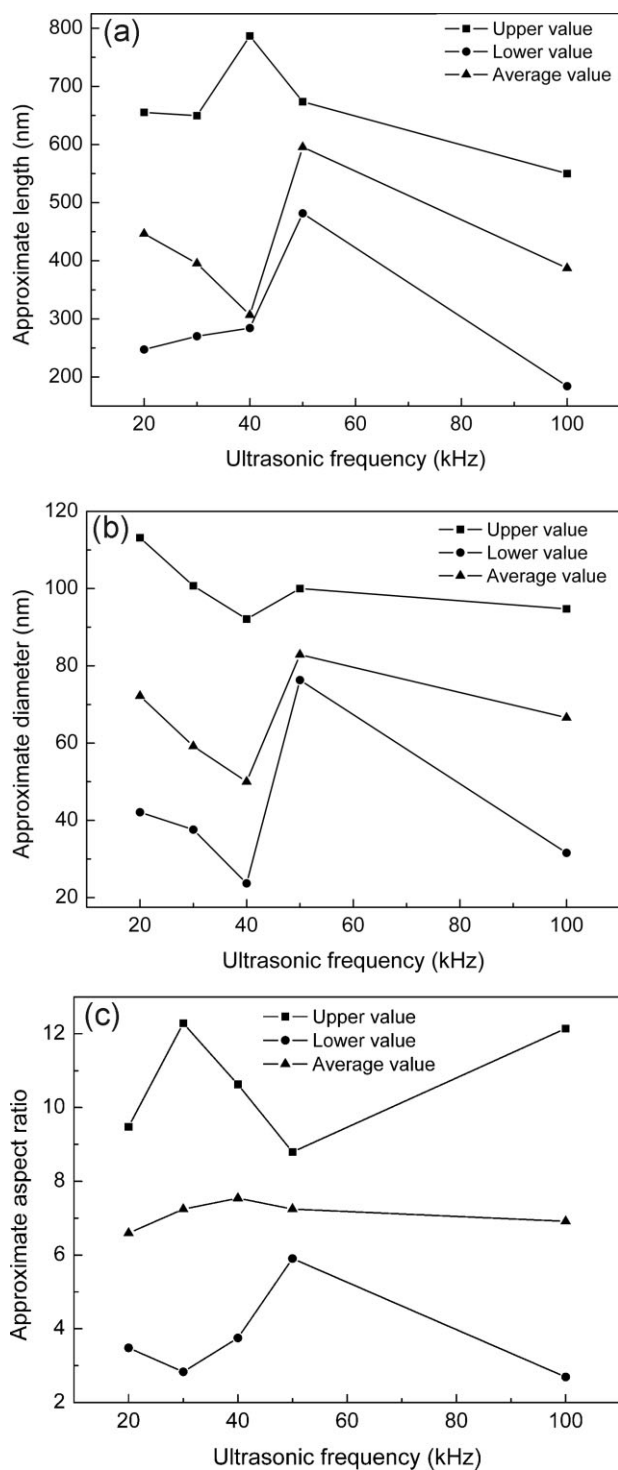 (a)
Upper value
Lower value
Average value
800
700
600
500
400
300
200
Approximate length (nm)
20 40 60 80 100
Ultrasonic frequency (kHz)
(b)
Upper value
Lower value
Average value
120
100
80
60
40
20
Approximate diameter (nm)
20 40 60 80 100
Ultrasonic frequency (kHz)
(c)
Upper value
Lower value
Average value
12
10
8
6
4
2
Approximate aspect ratio
20 40 60 80 100
Ultrasonic frequency (kHz)